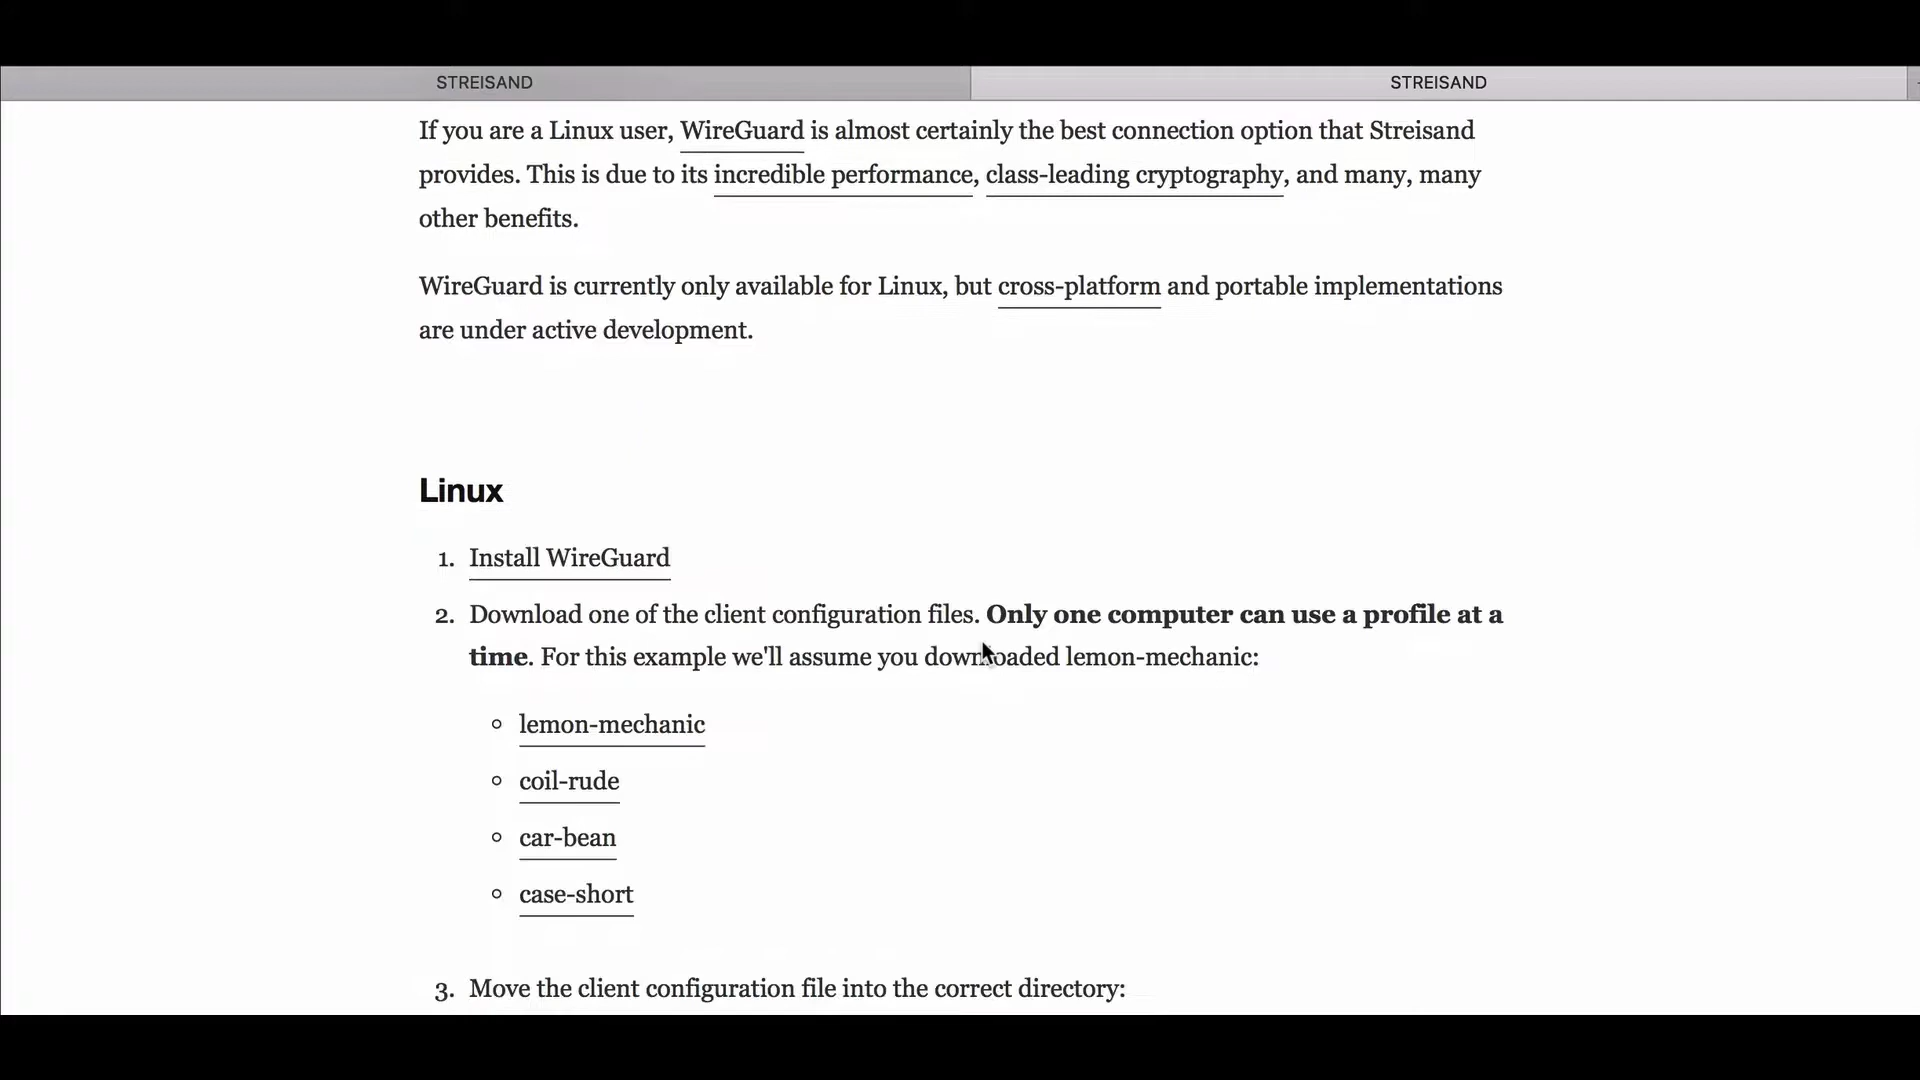 STREISAND STREISAND
If you are a Linux user, WireGuard is almost certainly the best connection option that Streisand
provides. This is due to its incredible performance, class-leading cryptography, and many, many
other benefits.
WireGuard is currently only available for Linux, but cross-platform and portable implementations
are under active development.
Linux
1. Install WireGuard
2. Download one of the client configuration files. Only one computer can use a profile at a
time. For this example we'll assume you downloaded lemon-mechanic:
lemon-mechanic
coil-rude
car-bean
case-short
3. Move the client configuration file into the correct directory: